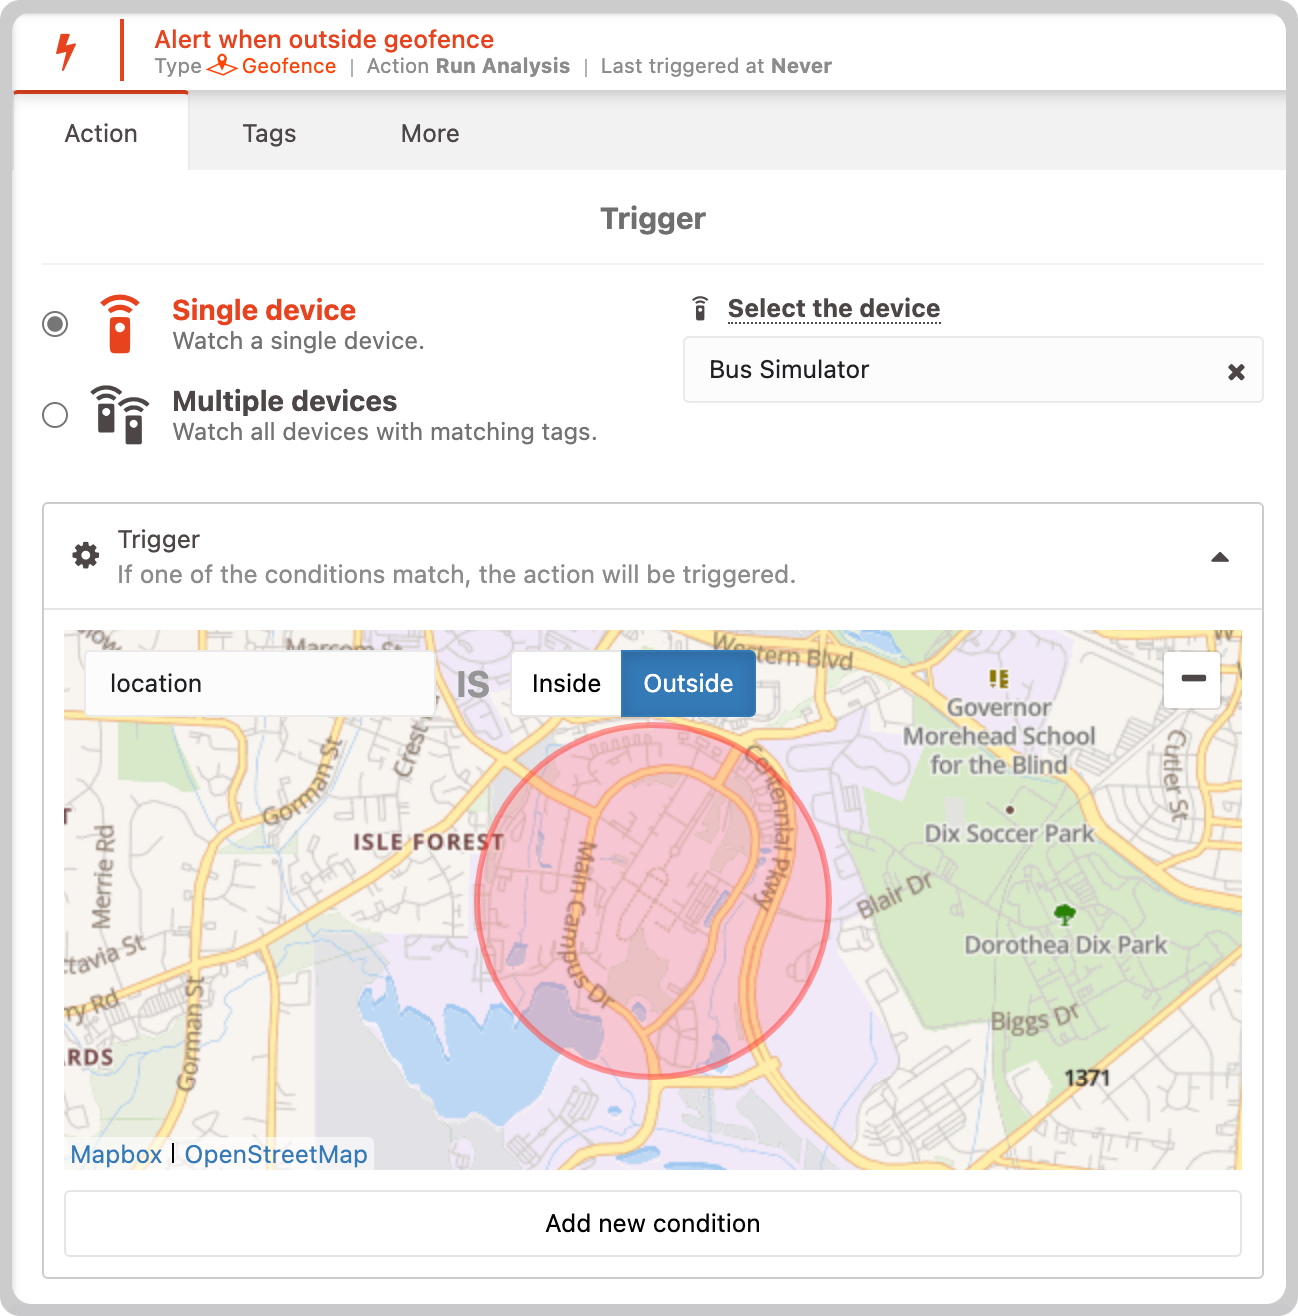 Alert when outside geofence
Type Geofence | Action Run Analysis | Last triggered at Never
Action Tags More
Trigger
Single device
Watch a single device.
Multiple devices
Watch all devices with matching tags.
Select the device
Bus Simulator
Trigger
If one of the conditions match, the action will be triggered.
location IS Inside Outside
Western Blvd
Governor
Morehead School
for the Blind
Cutler St
Crest
Gorman St
Centennial Pkwy
Dix Soccer Park
ISLE FOREST
Merrie Rd
Main Campus Dr
Blair Dr
Dorothea Dix Park
tavia St
ry Rd
Gorman St
Biggs Dr
RDS
1371
Mapbox | OpenStreetMap
Add new condition